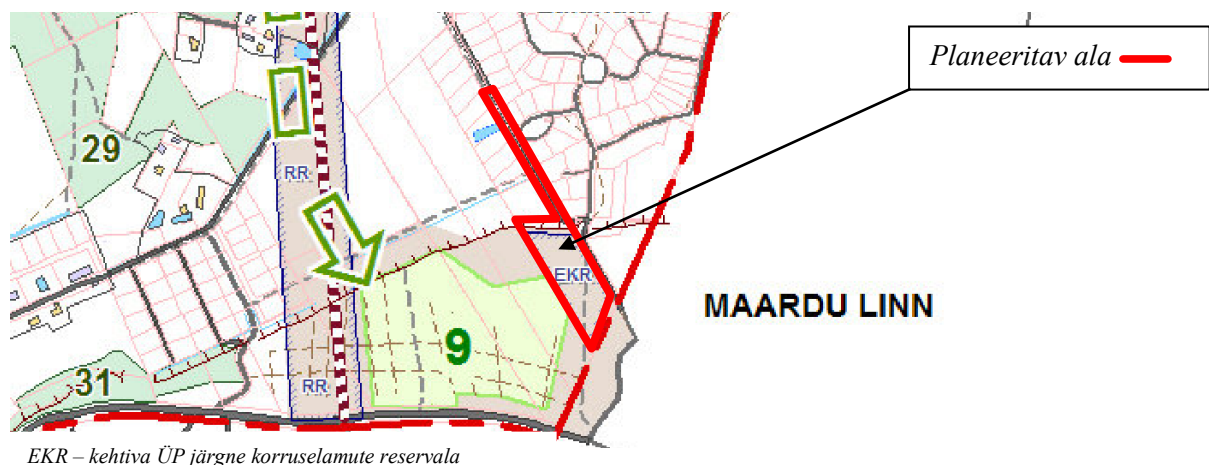 Planeeritav ala
29
RR
EKR
MAARDU LINN
9
31
RR
EKR – kehtiva ÜP järgne korruselamute reservala